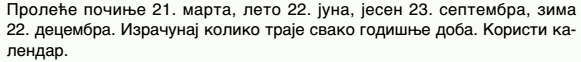 Пролеће почиње 21. марта, лето 22. јуна, јесен 23. септембра, зима
22. децембра. Израчунај колико траје свако годишње доба. Користи ка-
лендар.